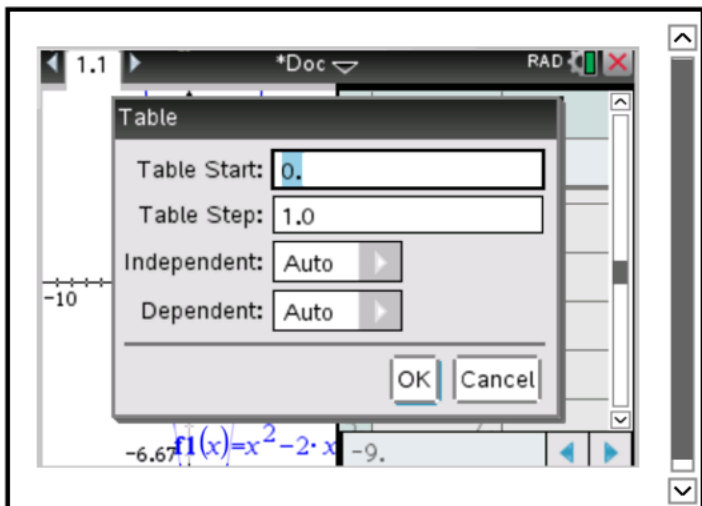 1.1 *Doc RAD
Table
Table Start: 0.
Table Step: 1.0
Independent: Auto
Dependent: Auto
-10
OK Cancel
-6.67 f1(x)=x²-2·x -9.